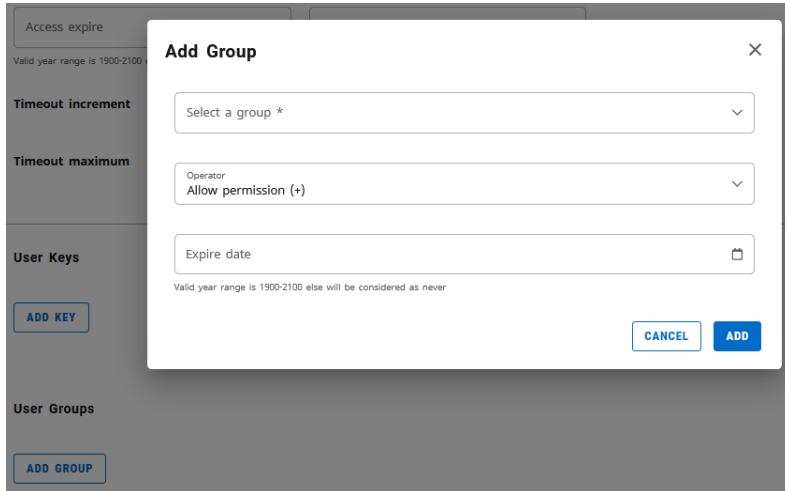 Access expire
Valid year range is 1900-2100
Timeout increment
Timeout maximum
User Keys
ADD KEY
User Groups
ADD GROUP
Add Group
Select a group *
Operator
Allow permission (+)
Expire date
Valid year range is 1900-2100 else will be considered as never
CANCEL
ADD